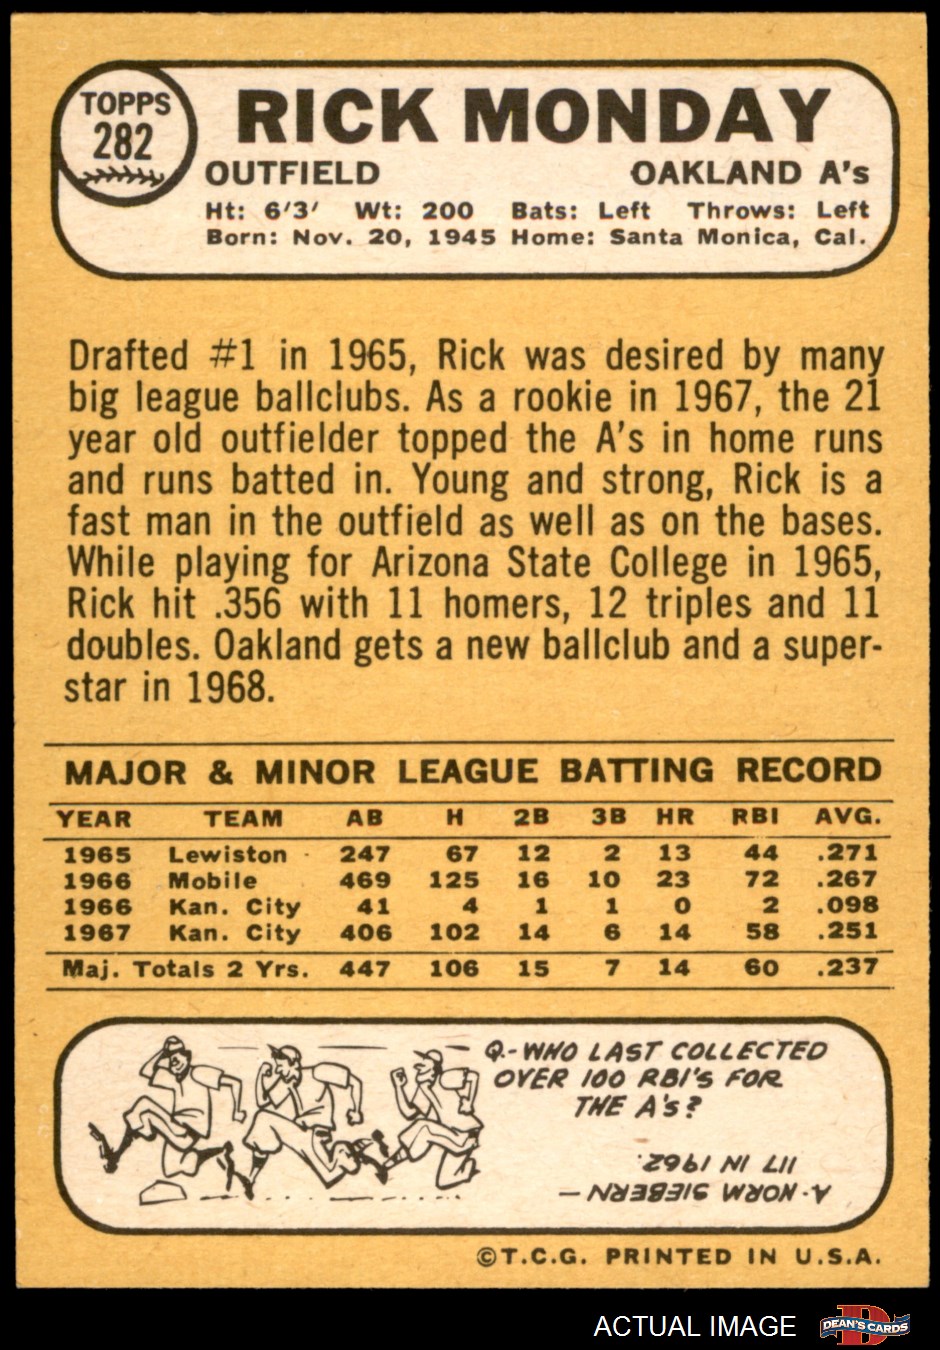 TOPPS
282
RICK MONDAY
OUTFIELD OAKLAND A's
Ht: 6'3' Wt: 200 Bats: Left Throws: Left
Born: Nov. 20, 1945 Home: Santa Monica, Cal.
Drafted #1 in 1965, Rick was desired by many
big league ballclubs. As a rookie in 1967, the 21
year old outfielder topped the A's in home runs
and runs batted in. Young and strong, Rick is a
fast man in the outfield as well as on the bases.
While playing for Arizona State College in 1965,
Rick hit .356 with 11 homers, 12 triples and 11
doubles. Oakland gets a new ballclub and a super-
star in 1968.
MAJOR & MINOR LEAGUE BATTING RECORD
YEAR TEAM AB H 2B 3B HR RBI AVG.
1965 Lewiston 247 67 12 2 13 44 .271
1966 Mobile 469 125 16 10 23 72 .267
1966 Kan. City 41 4 1 1 0 2 .098
1967 Kan. City 406 102 14 6 14 58 .251
Maj. Totals 2 Yrs. 447 106 15 7 14 60 .237
Q.-WHO LAST COLLECTED
OVER 100 RBI'S FOR
THE A's?
A-NORM SIEBERN—
117 IN 1962.
©T.C.G. PRINTED IN U.S.A.
ACTUAL IMAGE
D
DEAN'S CARDS